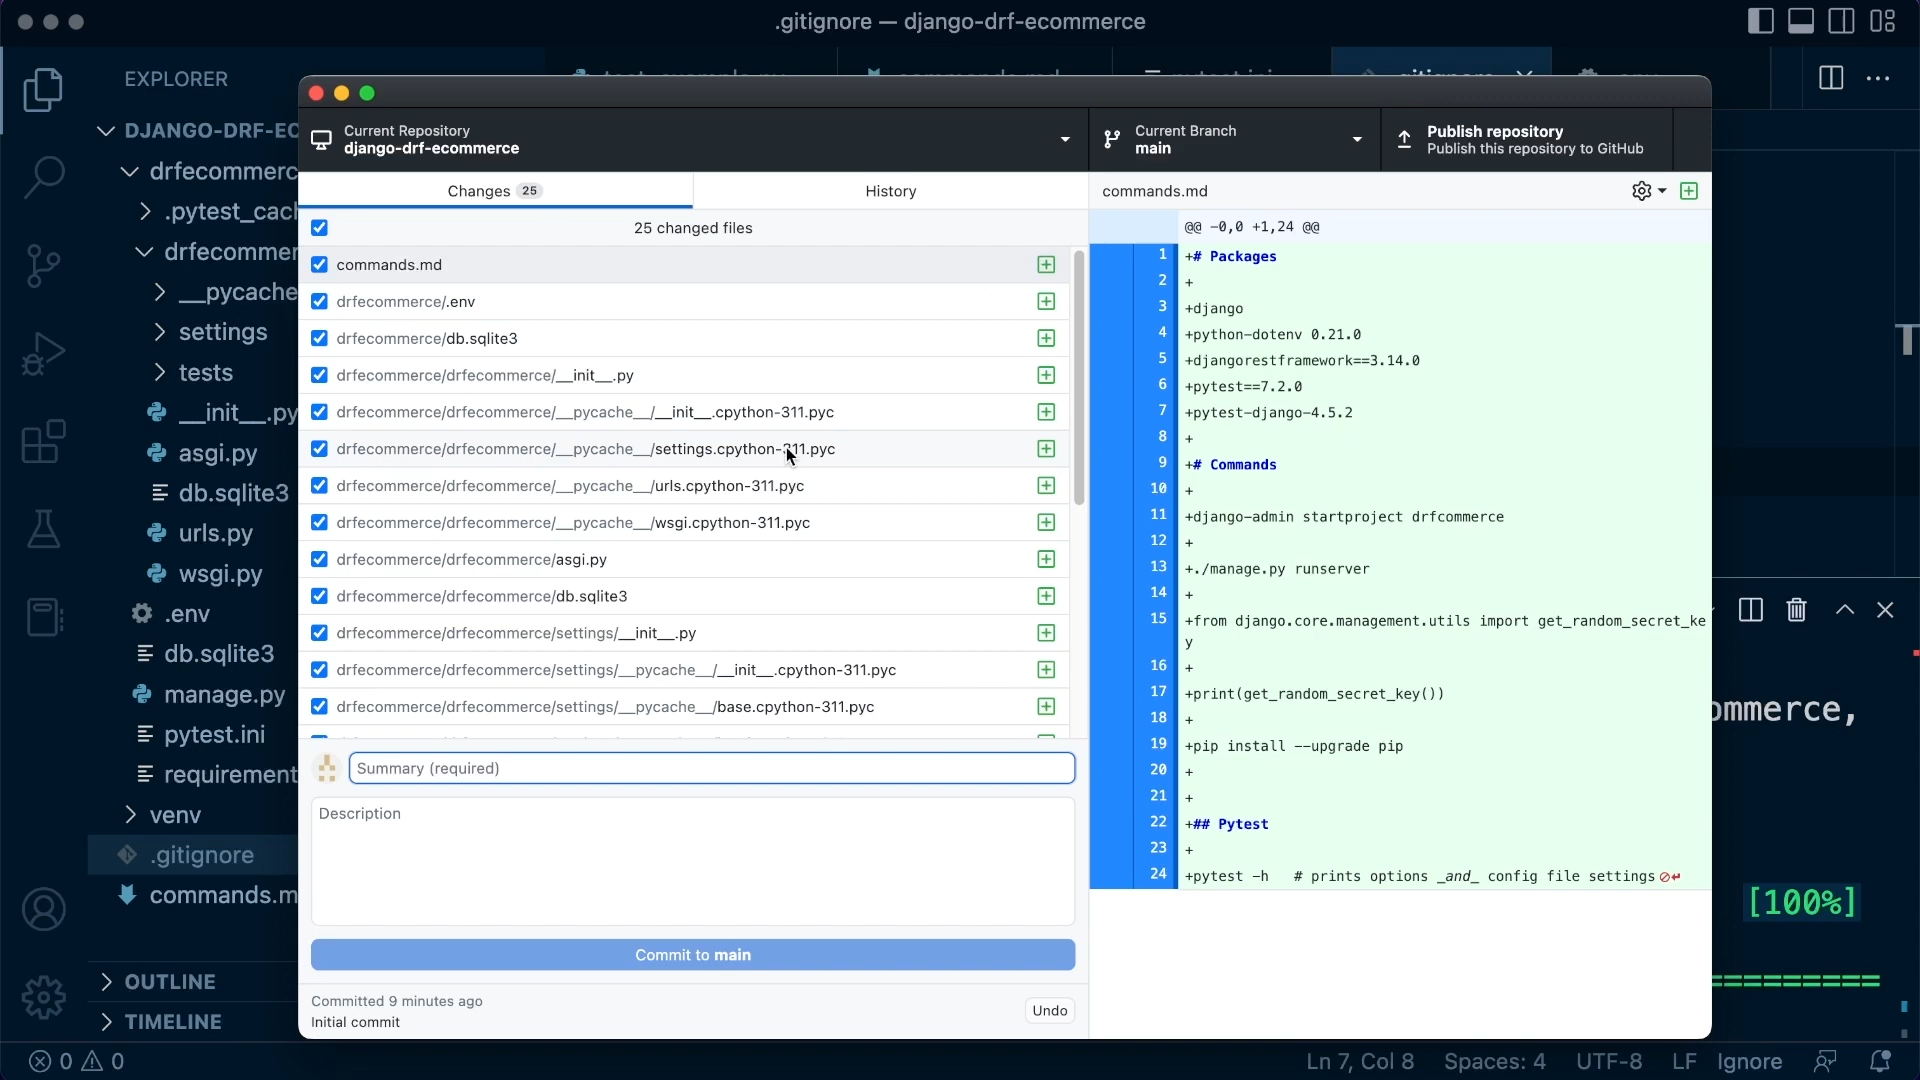 .gitignore — django-drf-ecommerce
EXPLORER
DJANGO-DRF-EC
drfecommerc
.pytest_cach
drfecommer
__pycache
settings
tests
__init__.py
asgi.py
db.sqlite3
urls.py
wsgi.py
.env
db.sqlite3
manage.py
pytest.ini
requirement
venv
.gitignore
commands.m
OUTLINE
TIMELINE
Current Repository
django-drf-ecommerce
Current Branch
main
Publish repository
Publish this repository to GitHub
Changes 25
History
25 changed files
commands.md
drfecommerce/.env
drfecommerce/db.sqlite3
drfecommerce/drfecommerce/__init__.py
drfecommerce/drfecommerce/__pycache__/__init__.cpython-311.pyc
drfecommerce/drfecommerce/__pycache__/settings.cpython-311.pyc
drfecommerce/drfecommerce/__pycache__/urls.cpython-311.pyc
drfecommerce/drfecommerce/__pycache__/wsgi.cpython-311.pyc
drfecommerce/drfecommerce/asgi.py
drfecommerce/drfecommerce/db.sqlite3
drfecommerce/drfecommerce/settings/__init__.py
drfecommerce/drfecommerce/settings/__pycache__/__init__.cpython-311.pyc
drfecommerce/drfecommerce/settings/__pycache__/base.cpython-311.pyc
Summary (required)
Description
Commit to main
Committed 9 minutes ago
Initial commit
Undo
commands.md
@@ -0,0 +1,24 @@
1 +# Packages
2 +
3 +django
4 +python-dotenv 0.21.0
5 +djangorestframework==3.14.0
6 +pytest==7.2.0
7 +pytest-django-4.5.2
8 +
9 +# Commands
10 +
11 +django-admin startproject drfcommerce
12 +
13 +./manage.py runserver
14 +
15 +from django.core.management.utils import get_random_secret_ke
y
16 +
17 +print(get_random_secret_key())
18 +
19 +pip install --upgrade pip
20 +
21 +
22 +## Pytest
23 +
24 +pytest -h   # prints options _and_ config file settings
ommerce,
[100%]
==========
0 0
Ln 7, Col 8
Spaces: 4
UTF-8
LF
Ignore